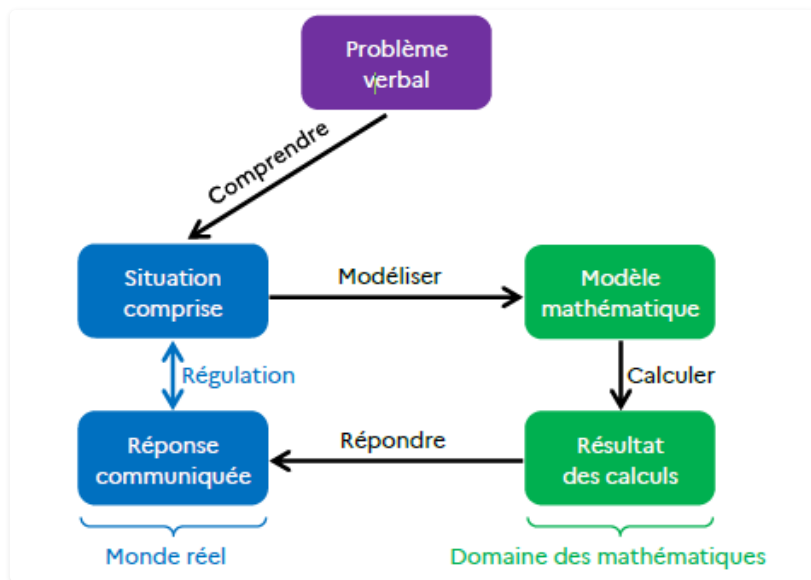 Problème
verbal
Comprendre
Situation
comprise
Modéliser
Modèle
mathématique
Régulation
Calculer
Réponse
communiquée
Répondre
Résultat
des calculs
Monde réel
Domaine des mathématiques